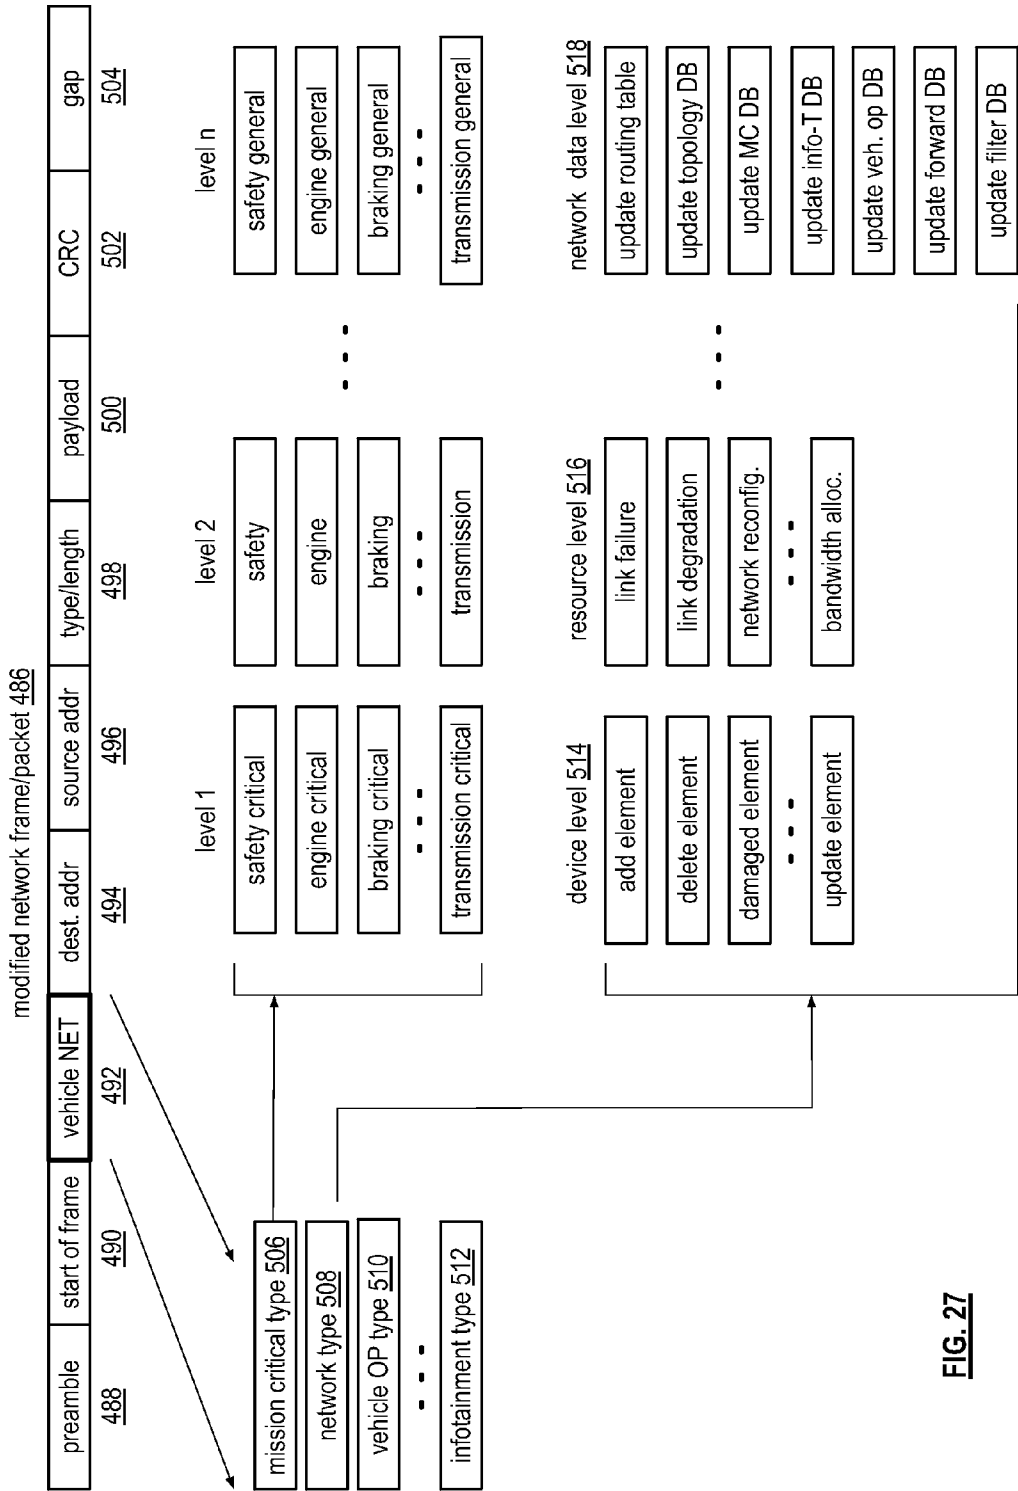 modified network frame/packet 486
preamble
start of frame
vehicle NET
dest. addr
source addr
type/length
payload
CRC
gap
488
490
492
494
496
498
500
502
504
mission critical type 506
network type 508
vehicle OP type 510
infotainment type 512
level 1
safety critical
engine critical
braking critical
transmission critical
level 2
safety
engine
braking
transmission
level n
safety general
engine general
braking general
transmission general
device level 514
add element
delete element
damaged element
update element
resource level 516
link failure
link degradation
network reconfig.
bandwidth alloc.
network data level 518
update routing table
update topology DB
update MC DB
update info-T DB
update veh. op DB
update forward DB
update filter DB
FIG. 27